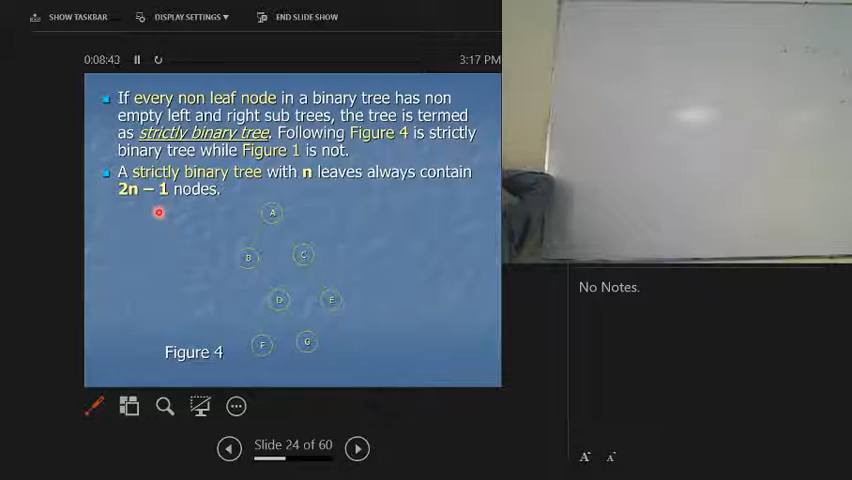 SHOW TASKBAR
DISPLAY SETTINGS ▾
END SLIDE SHOW
0:08:43
3:17 PM
If every non leaf node in a binary tree has non
empty left and right sub trees, the tree is termed
as strictly binary tree. Following Figure 4 is strictly
binary tree while Figure 1 is not.
A strictly binary tree with n leaves always contain
2n – 1 nodes.
A
B
C
D
E
F
G
Figure 4
Slide 24 of 60
No Notes.
A
A